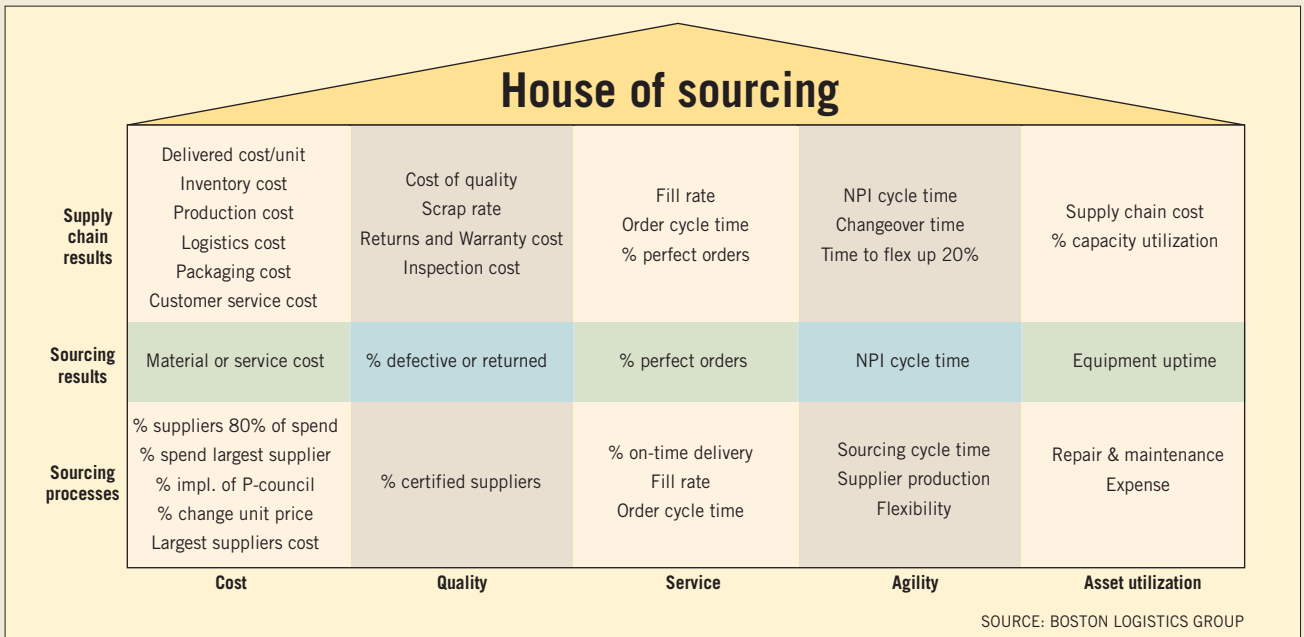 House of sourcing
Supply
chain
results
Delivered cost/unit
Inventory cost
Production cost
Logistics cost
Packaging cost
Customer service cost
Cost of quality
Scrap rate
Returns and Warranty cost
Inspection cost
Fill rate
Order cycle time
% perfect orders
NPI cycle time
Changeover time
Time to flex up 20%
Supply chain cost
% capacity utilization
Sourcing
results
Material or service cost
% defective or returned
% perfect orders
NPI cycle time
Equipment uptime
Sourcing
processes
% suppliers 80% of spend
% spend largest supplier
% impl. of P-council
% change unit price
Largest suppliers cost
% certified suppliers
% on-time delivery
Fill rate
Order cycle time
Sourcing cycle time
Supplier production
Flexibility
Repair & maintenance
Expense
Cost
Quality
Service
Agility
Asset utilization
SOURCE: BOSTON LOGISTICS GROUP